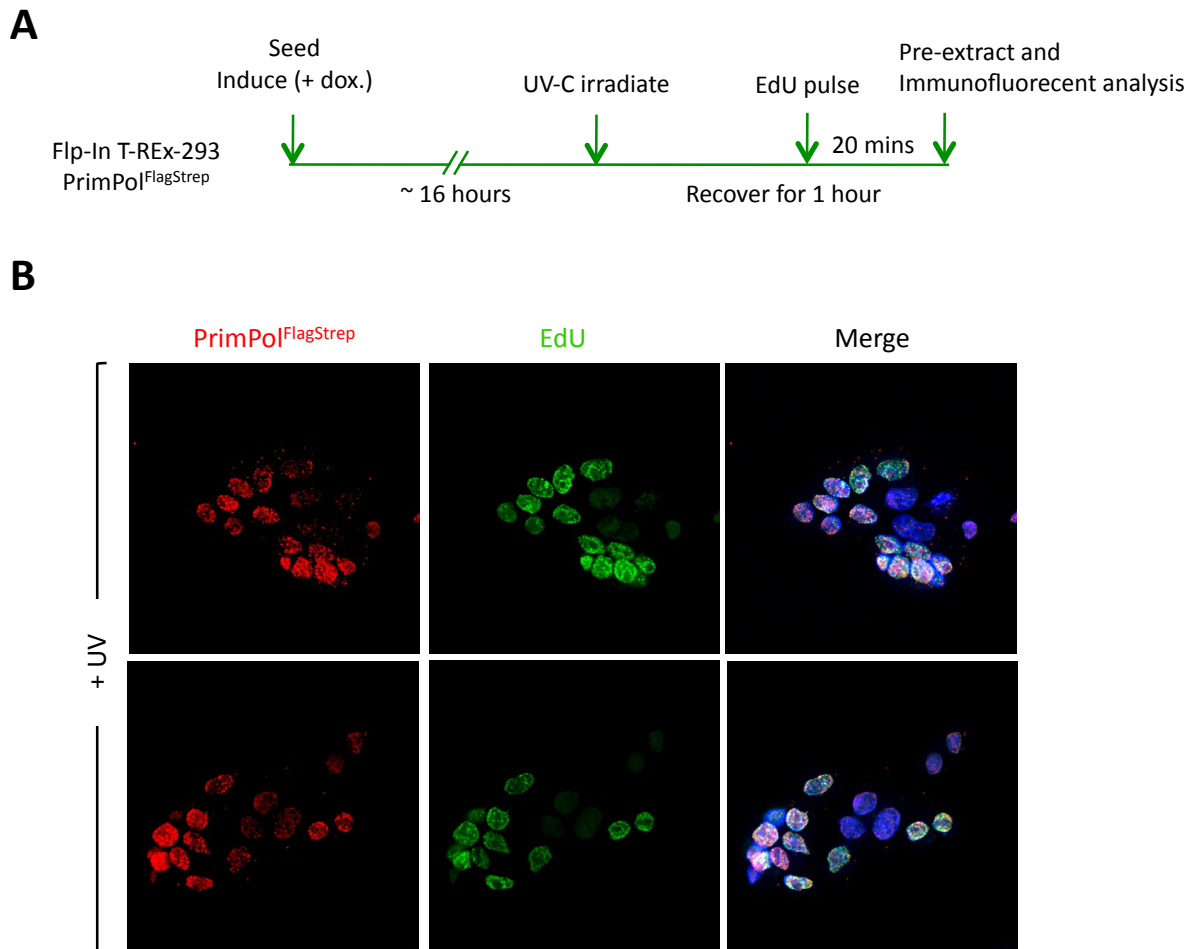 A
Seed
Induce (+ dox.)
UV-C irradiate
EdU pulse
Pre-extract and
Immunofluorecent analysis
20 mins
Flp-In T-REx-293
PrimPolFlagStrep
~ 16 hours
Recover for 1 hour
B
PrimPolFlagStrep
EdU
Merge
+ UV